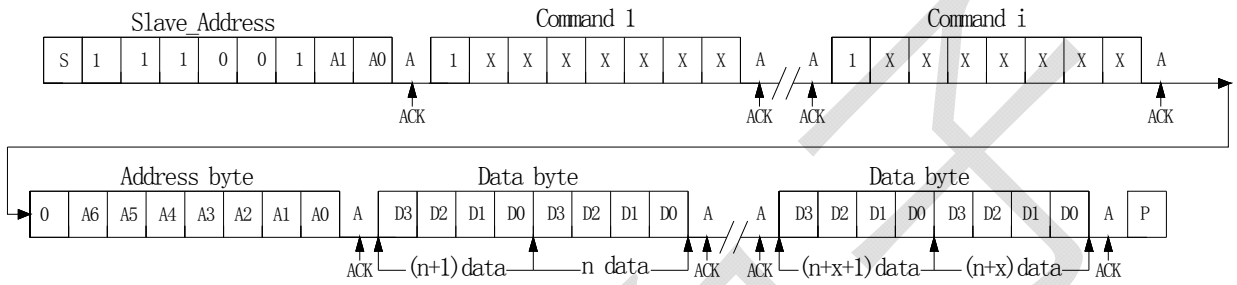 Slave_Address Command 1 Command i
S 1 1 1 0 0 1 A1 A0 A 1 X X X X X X X A A 1 X X X X X X X A
ACK ACK ACK ACK
Address byte Data byte Data byte
0 A6 A5 A4 A3 A2 A1 A0 A D3 D2 D1 D0 D3 D2 D1 D0 A A D3 D2 D1 D0 D3 D2 D1 D0 A P
ACK (n+1)data n data ACK ACK (n+x+1)data (n+x)data ACK